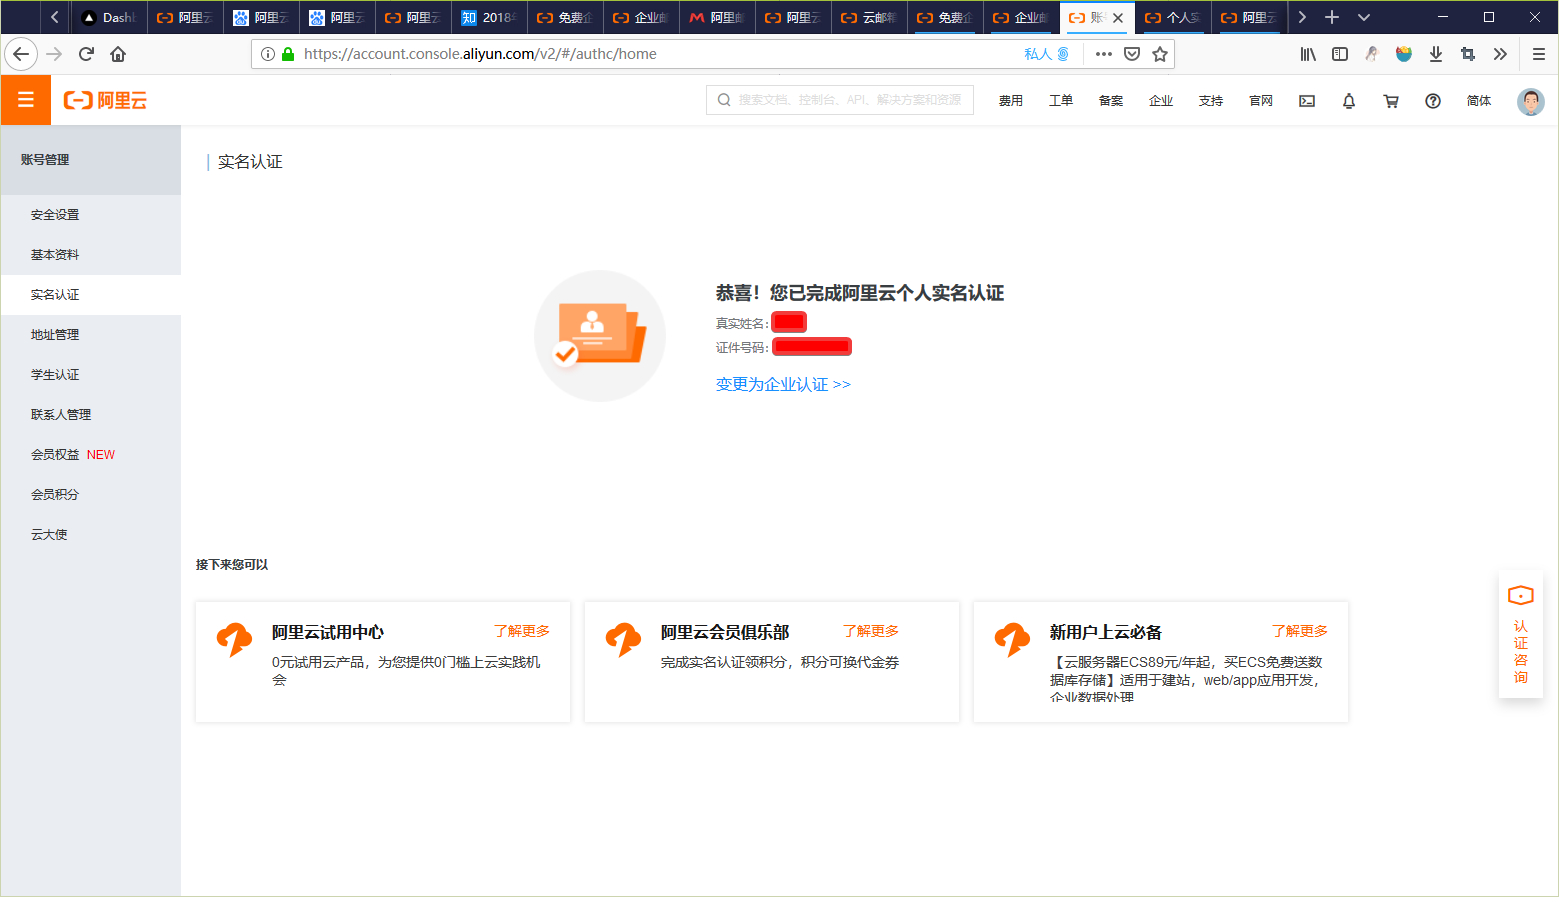 Dash
阿里云
阿里云
阿里云
阿里云
知 2018
免费企
企业邮
阿里邮
阿里云
云邮箱
免费企
企业邮
账
个人实
阿里云
https://account.console.aliyun.com/v2/#/authc/home
私人
阿里云
搜索文档、控制台、API、解决方案和资源
费用 工单 备案 企业 支持 官网 简体
账号管理
安全设置
基本资料
实名认证
地址管理
学生认证
联系人管理
会员权益 NEW
会员积分
云大使
实名认证
恭喜！您已完成阿里云个人实名认证
真实姓名:
证件号码:
变更为企业认证 >>
接下来您可以
阿里云试用中心 了解更多
0元试用云产品，为您提供0门槛上云实践机
会
阿里云会员俱乐部 了解更多
完成实名认证领积分，积分可换代金券
新用户上云必备 了解更多
【云服务器ECS89元/年起，买ECS免费送数
据库存储】适用于建站，web/app应用开发，
企业数据处理
认
证
咨
询